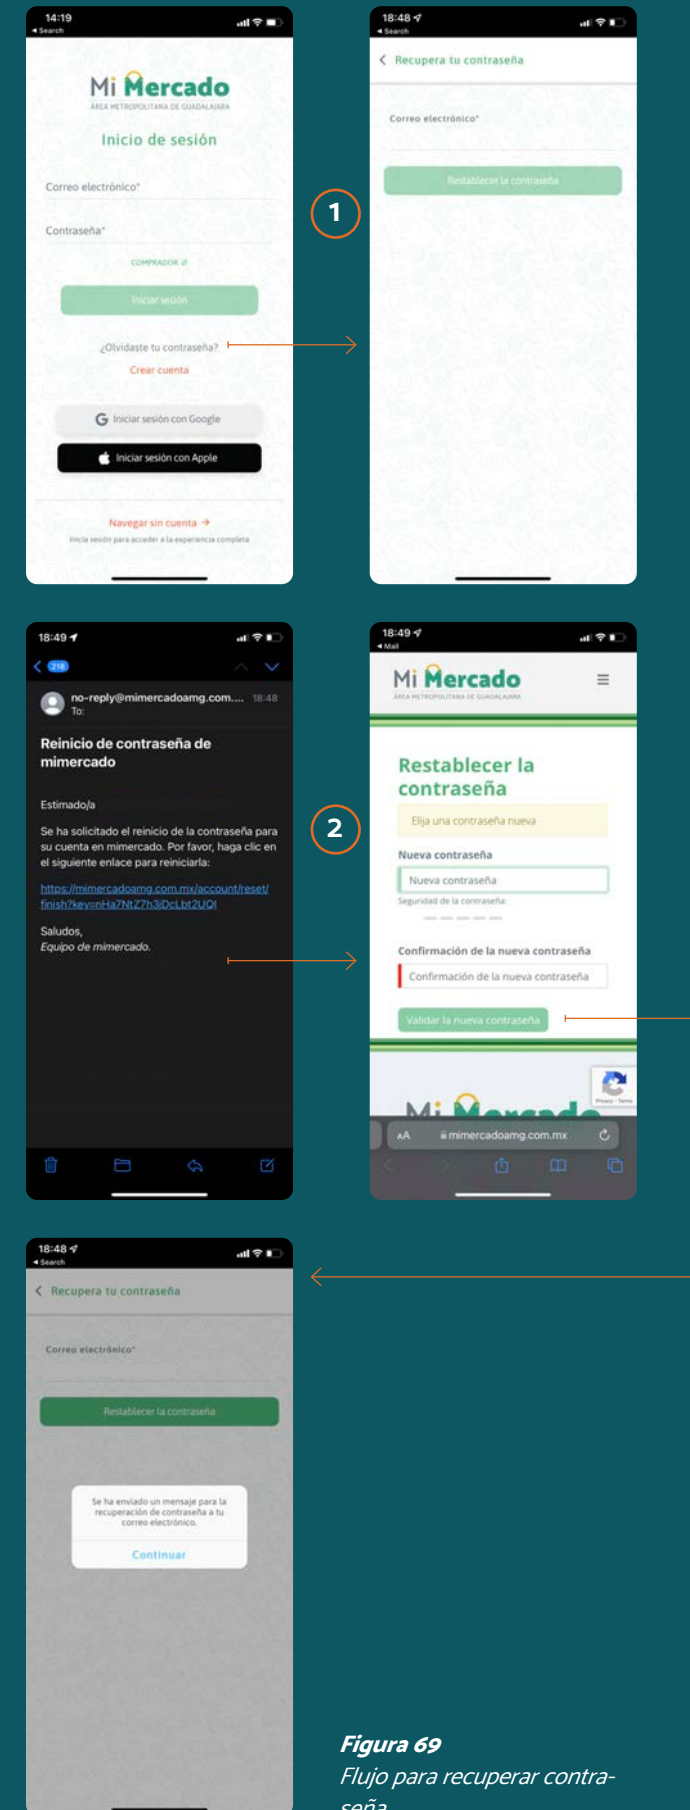 14:19
◀ Search
Mi Mercado
ÁREA METROPOLITANA DE GUADALAJARA
Inicio de sesión
Correo electrónico*
Contraseña*
COMPRADOR
Iniciar sesión
¿Olvidaste tu contraseña?
Crear cuenta
Iniciar sesión con Google
Iniciar sesión con Apple
Navegar sin cuenta →
Inicia sesión para acceder a la experiencia completa
1
18:48
◀ Search
Recupera tu contraseña
Correo electrónico*
Restablecer la contraseña
18:49
218
no-reply@mimercadoamg.com.... 18:48
To:
Reinicio de contraseña de
mimercado
Estimado/a
Se ha solicitado el reinicio de la contraseña para
su cuenta en mimercado. Por favor, haga clic en
el siguiente enlace para reiniciarla:
https://mimercadoamg.com.mx/account/reset/
finish?key=nHa7NtZ7h3jDcLbt2UQI
Saludos,
Equipo de mimercado.
2
18:49
◀ Mail
Mi Mercado
ÁREA METROPOLITANA DE GUADALAJARA
Restablecer la
contraseña
Elija una contraseña nueva
Nueva contraseña
Nueva contraseña
Seguridad de la contraseña:
Confirmación de la nueva contraseña
Confirmación de la nueva contraseña
Validar la nueva contraseña
Mi Mercado
Privacy - Terms
AA mimercadoamg.com.mx
18:48
◀ Search
Recupera tu contraseña
Correo electrónico*
Restablecer la contraseña
Se ha enviado un mensaje para la
recuperación de contraseña a tu
correo electrónico.
Continuar
Figura 69
Flujo para recuperar contra-
seña